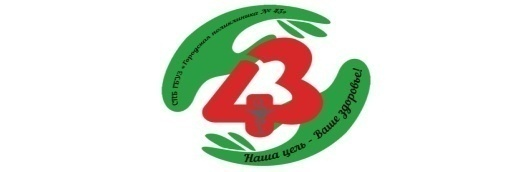 СПБ ГБУЗ «Городская поликлиника № 43»
43
Наша цель - Ваше здоровье!